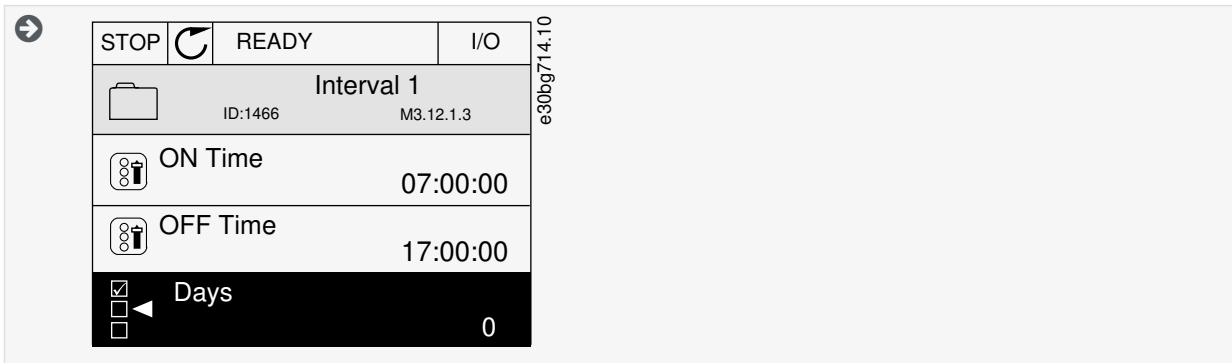 STOP READY I/O
Interval 1
ID:1466 M3.12.1.3
ON Time
07:00:00
OFF Time
17:00:00
Days
0
e30bg714.10